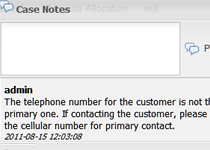 Case Notes
P
admin
The telephone number for the customer is not th
primary one. If contacting the customer, please
the cellular number for primary contact.
2011-08-15 12:03:08